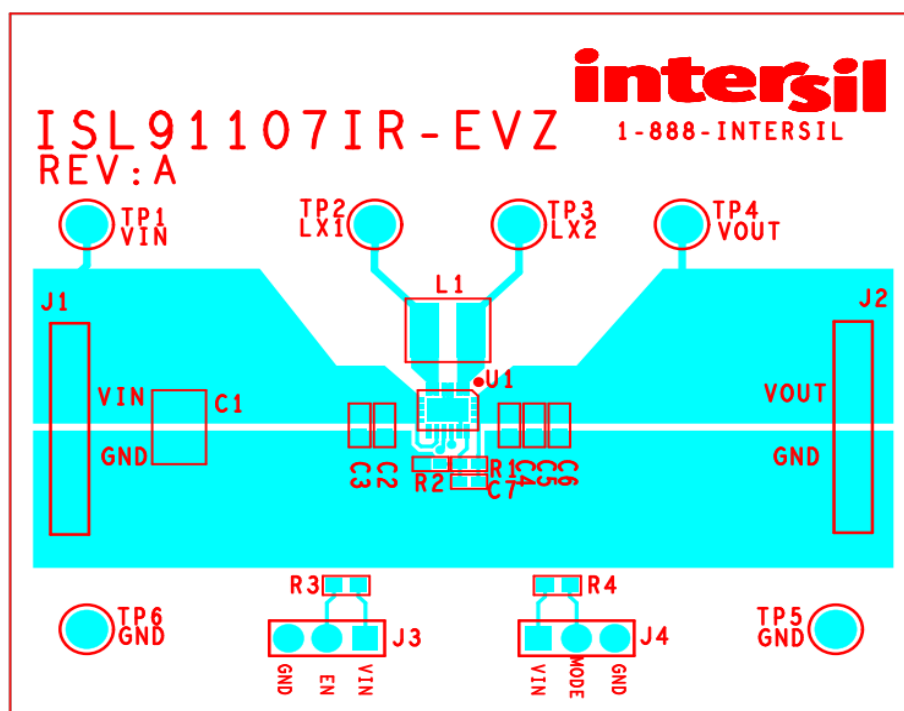 intersil
1-888-INTERSIL
ISL91107IR-EVZ
REV:A
TP1
VIN
TP2
LX1
TP3
LX2
TP4
VOUT
J1
L1
J2
U1
VIN
C1
VOUT
GND
C3
C2
R2
R1
C7
C4
C5
C6
GND
R3
R4
TP6
GND
J3
J4
TP5
GND
GND
EN
VIN
VIN
MODE
GND